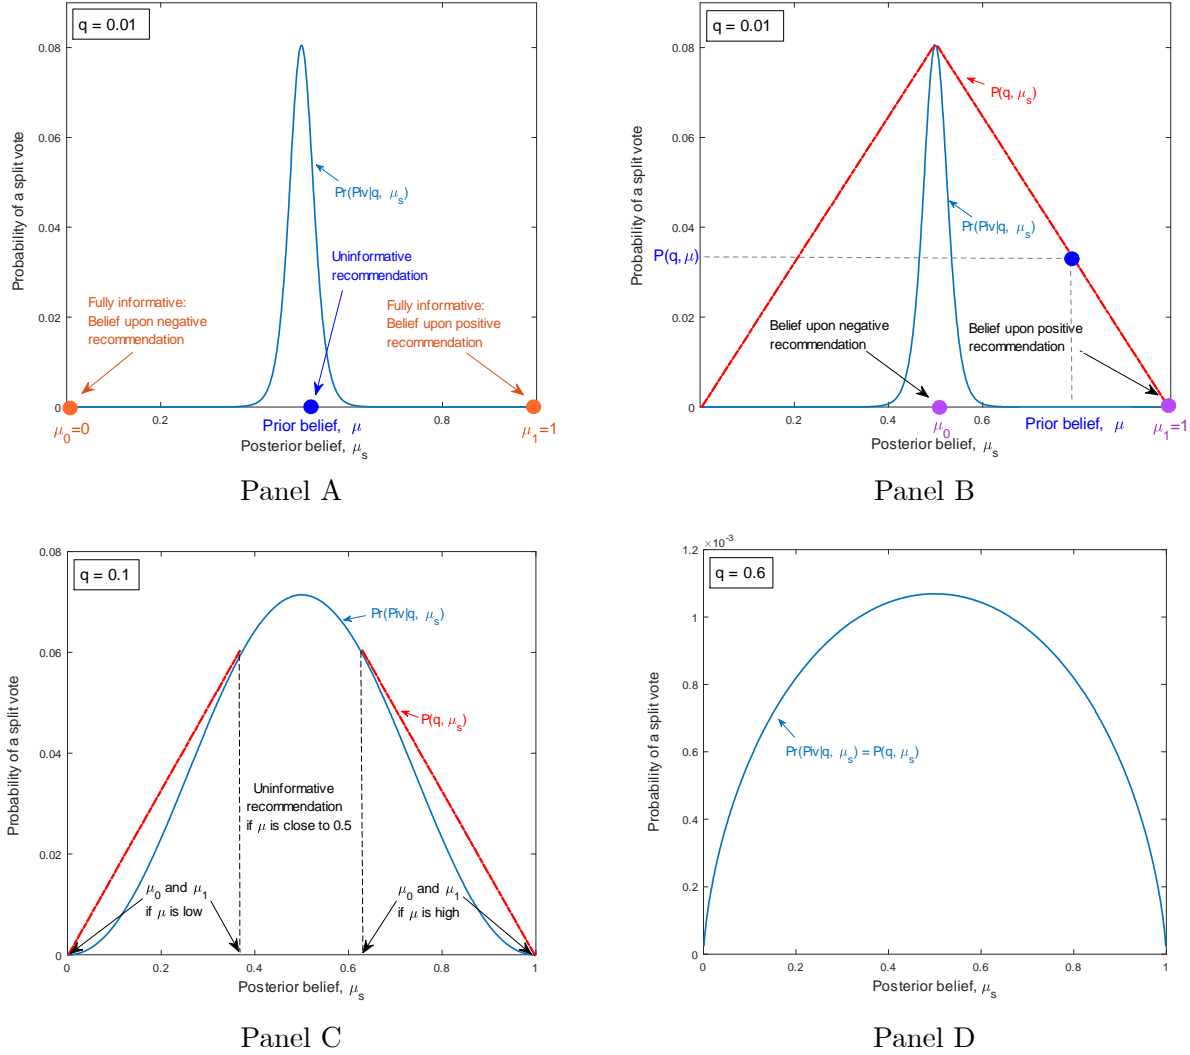 q = 0.01
0.08
0.06
0.04
0.02
0
Probability of a split vote
Pr(Piv|q, μs)
Uninformative
recommendation
Fully informative:
Belief upon negative
recommendation
Fully informative:
Belief upon positive
recommendation
0.2
0.8
μ0=0
Prior belief, μ
μ1=1
Posterior belief, μs
Panel A
q = 0.01
0.08
0.06
0.04
0.02
0
Probability of a split vote
P(q, μs)
Pr(Piv|q, μs)
P(q, μ)
Belief upon negative
recommendation
Belief upon positive
recommendation
0.2
0.4
0.6
0.8
μ0
Prior belief, μ
μ1=1
Posterior belief, μs
Panel B
q = 0.1
0.08
0.06
0.04
0.02
0
Probability of a split vote
Pr(Piv|q, μs)
P(q, μs)
Uninformative
recommendation
if μ is close to 0.5
μ0 and μ1
if μ is low
μ0 and μ1
if μ is high
0
0.2
0.4
0.6
0.8
1
Posterior belief, μs
Panel C
×10-3
q = 0.6
1.2
1
0.8
0.6
0.4
0.2
0
Probability of a split vote
Pr(Piv|q, μs) = P(q, μs)
0
0.2
0.4
0.6
0.8
1
Posterior belief, μs
Panel D